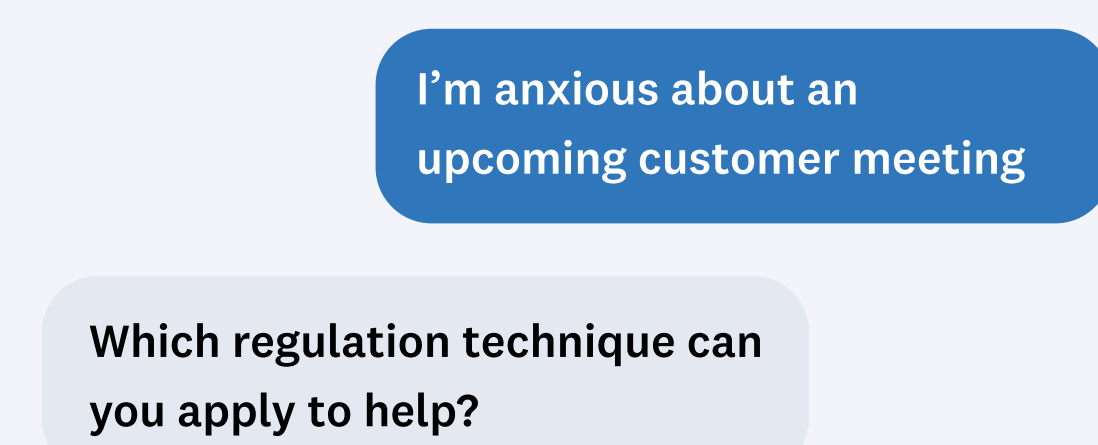 I’m anxious about an
upcoming customer meeting
Which regulation technique can
you apply to help?